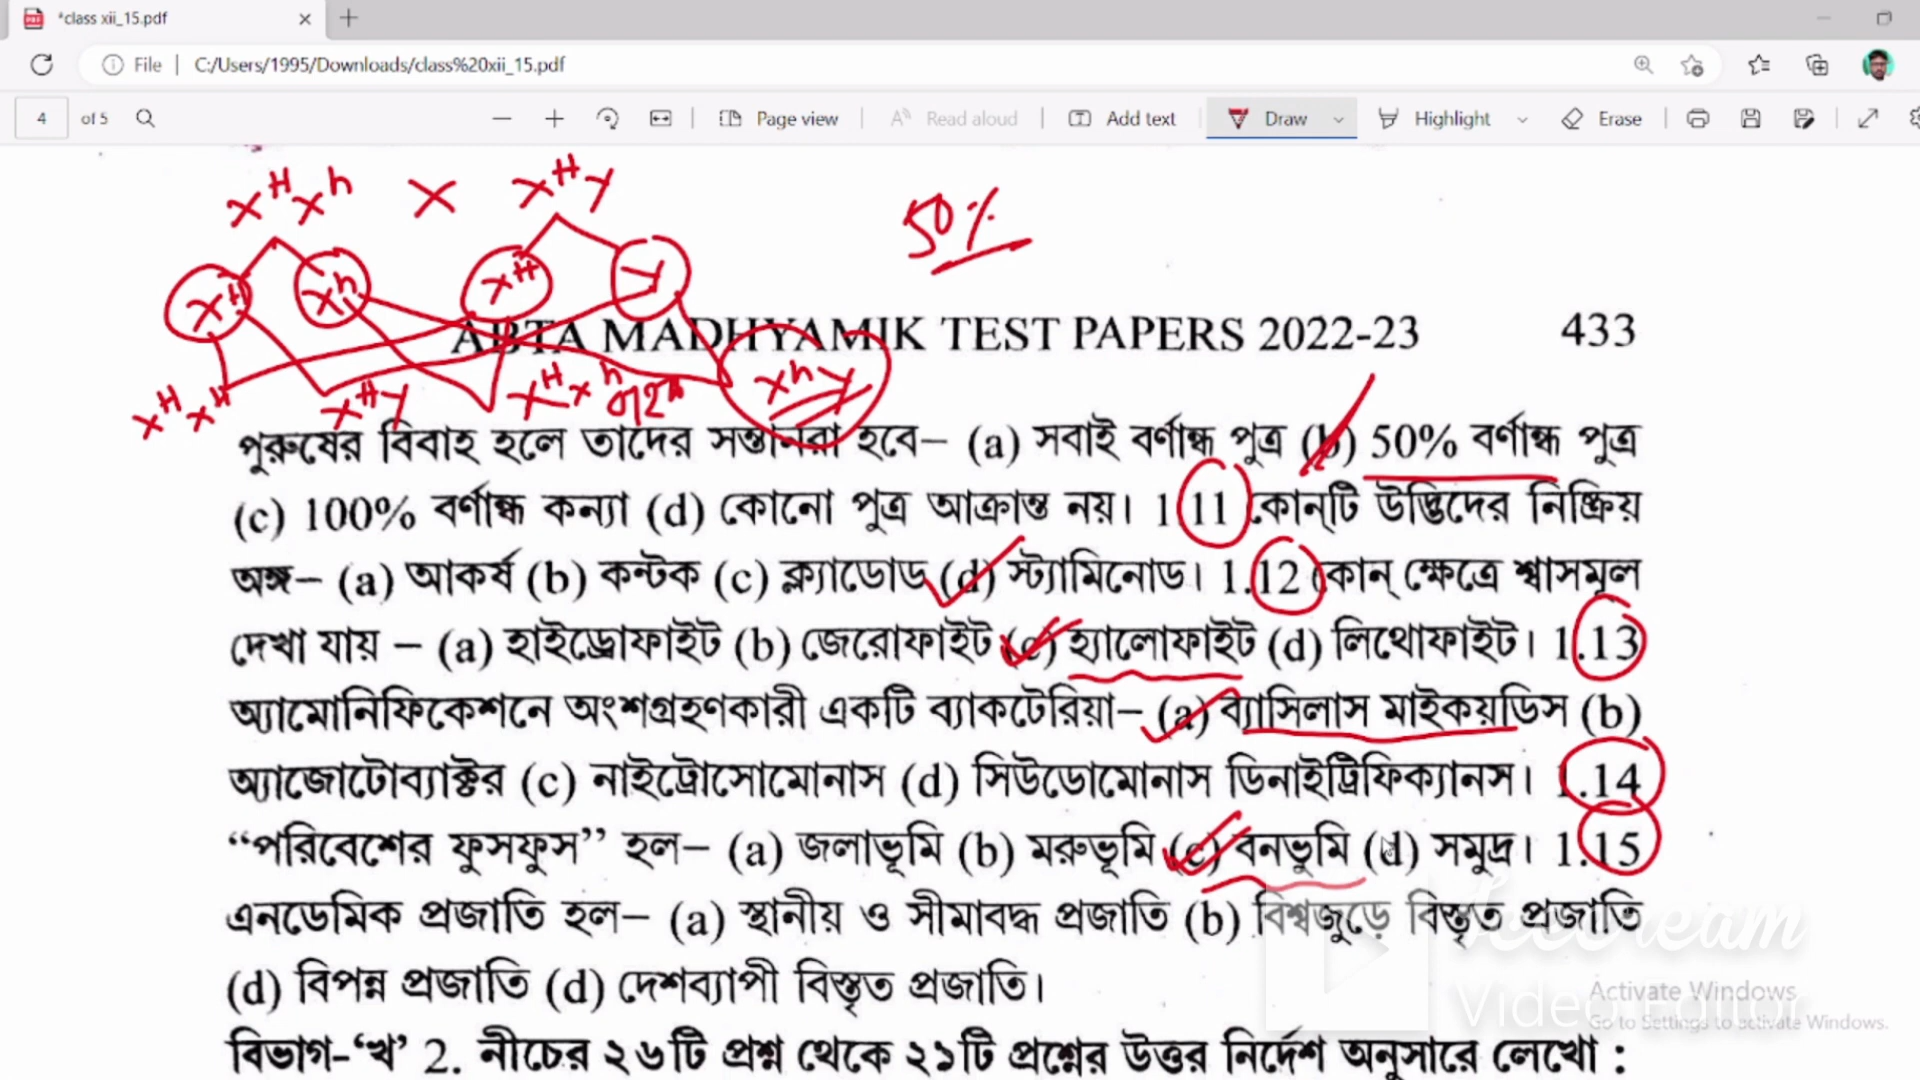 *class xii_15.pdf
File | C:/Users/1995/Downloads/class%20xii_15.pdf
4 of 5 Page view Read aloud Add text Draw Highlight Erase
X^H X^h × X^H Y 50%
X^H X^h X^H Y
ABTA MADHYAMIK TEST PAPERS 2022-23 433
X^H X^H X^H Y X^H X^h X^h Y
পুরুষের বিবাহ হলে তাদের সন্তানরা হবে– (a) সবাই বর্ণান্ধ পুত্র (b) 50% বর্ণান্ধ পুত্র
(c) 100% বর্ণান্ধ কন্যা (d) কোনো পুত্র আক্রান্ত নয়। 1.11 কোন্‌টি উদ্ভিদের নিষ্ক্রিয়
অঙ্গ– (a) আকর্ষ (b) কন্টক (c) ক্ল্যাডোড (d) স্ট্যামিনোড। 1.12 কোন্ ক্ষেত্রে শ্বাসমূল
দেখা যায় – (a) হাইড্রোফাইট (b) জেরোফাইট (c) হ্যালোফাইট (d) লিথোফাইট। 1.13
অ্যামোনিফিকেশনে অংশগ্রহণকারী একটি ব্যাকটেরিয়া– (a) ব্যাসিলাস মাইকয়ডিস (b)
অ্যাজোটোব্যাক্টর (c) নাইট্রোসোমোনাস (d) সিউডোমোনাস ডিনাইট্রিফিক্যানস। 1.14
“পরিবেশের ফুসফুস” হল– (a) জলাভূমি (b) মরুভূমি (c) বনভুমি (d) সমুদ্র। 1.15
এনডেমিক প্রজাতি হল– (a) স্থানীয় ও সীমাবদ্ধ প্রজাতি (b) বিশ্বজুড়ে বিস্তৃত প্রজাতি
(d) বিপন্ন প্রজাতি (d) দেশব্যাপী বিস্তৃত প্রজাতি।
বিভাগ-‘খ’ 2. নীচের ২৬টি প্রশ্ন থেকে ২১টি প্রশ্নের উত্তর নির্দেশ অনুসারে লেখো :
Icecream
Video Editor
Activate Windows
Go to Settings to activate Windows.